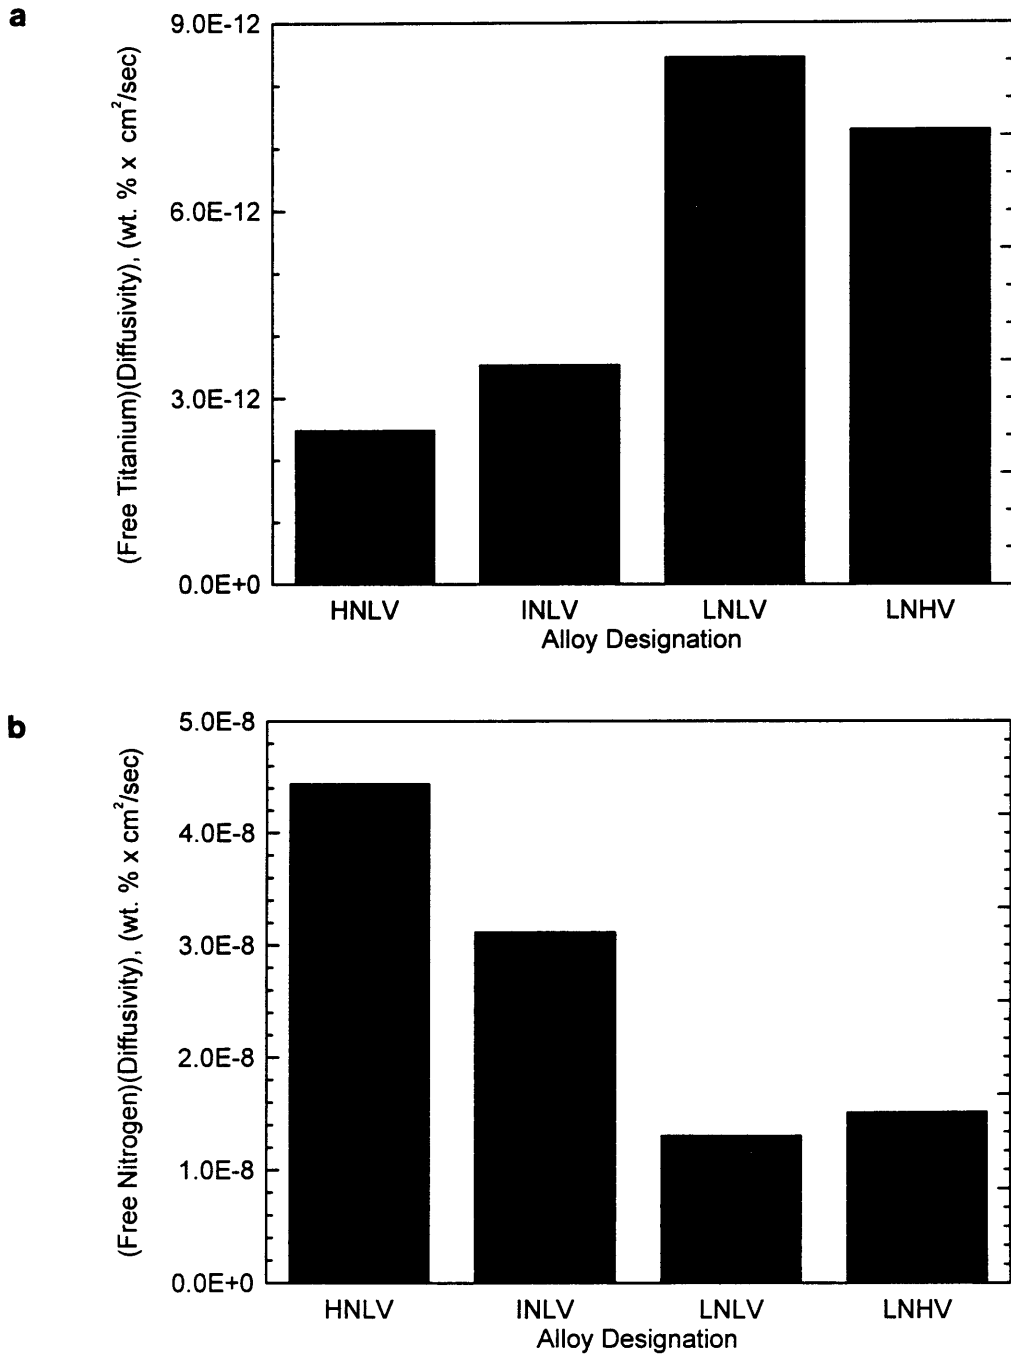 a
(Free Titanium)(Diffusivity), (wt. % x cm²/sec)
9.0E-12
6.0E-12
3.0E-12
0.0E+0
HNLV INLV LNLV LNHV
Alloy Designation
b
(Free Nitrogen)(Diffusivity), (wt. % x cm²/sec)
5.0E-8
4.0E-8
3.0E-8
2.0E-8
1.0E-8
0.0E+0
HNLV INLV LNLV LNHV
Alloy Designation